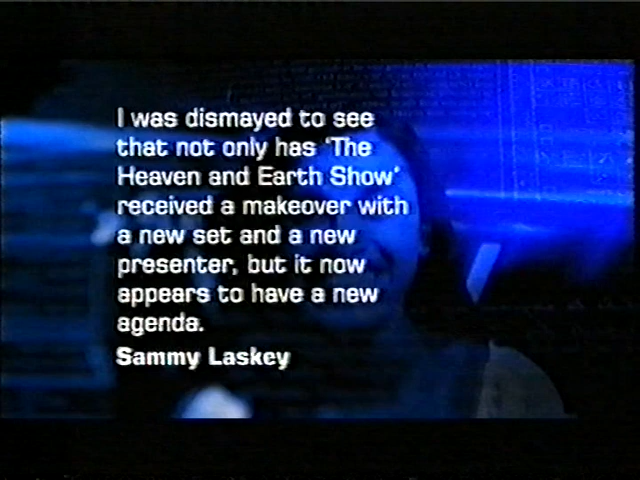 I was dismayed to see
that not only has 'The
Heaven and Earth Show'
received a makeover with
a new set and a new
presenter, but it now
appears to have a new
agenda.
Sammy Laskey